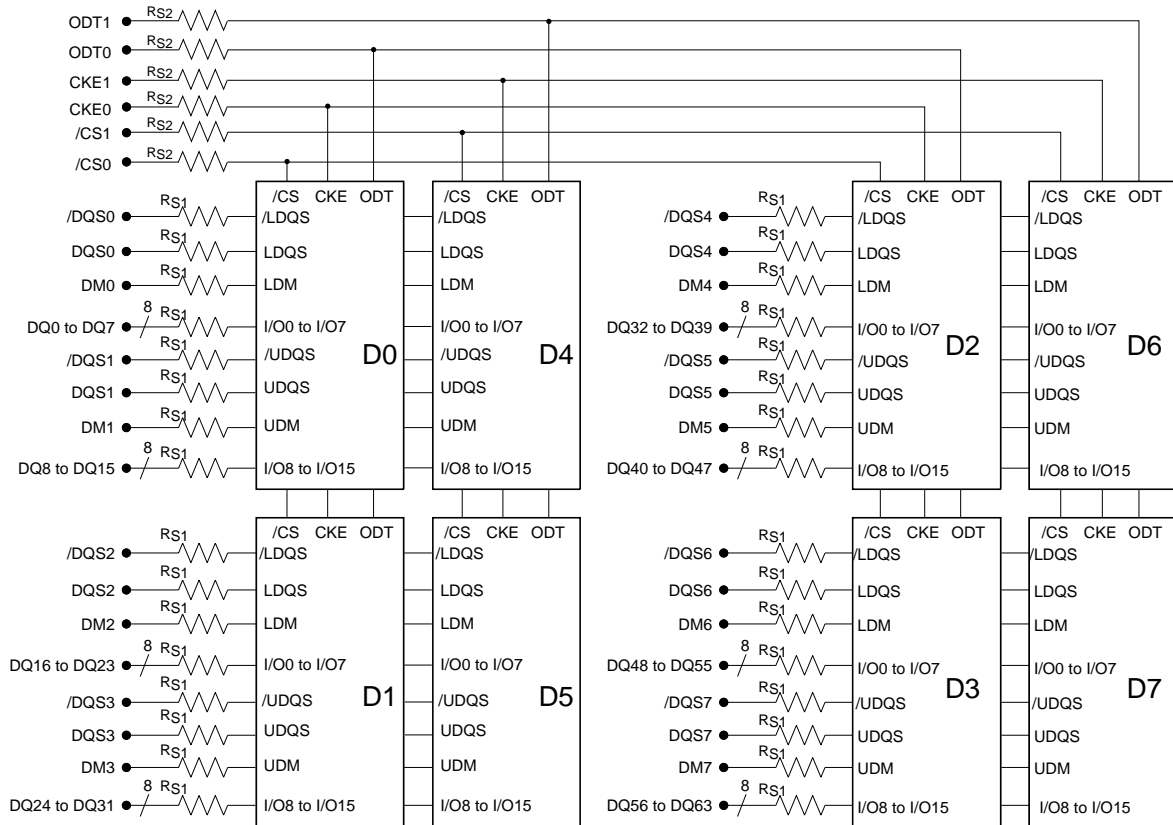 ODT1 RS2
ODT0 RS2
CKE1 RS2
CKE0 RS2
/CS1 RS2
/CS0 RS2
/CS CKE ODT
/CS CKE ODT
/DQS0 RS1 /LDQS /LDQS
DQS0 RS1 LDQS LDQS
DM0 RS1 LDM LDM
DQ0 to DQ7 8 RS1 I/O0 to I/O7 I/O0 to I/O7
D0 D4
/DQS1 RS1 /UDQS /UDQS
DQS1 RS1 UDQS UDQS
DM1 RS1 UDM UDM
DQ8 to DQ15 8 RS1 I/O8 to I/O15 I/O8 to I/O15
/CS CKE ODT
/CS CKE ODT
/DQS4 RS1 /LDQS /LDQS
DQS4 RS1 LDQS LDQS
DM4 RS1 LDM LDM
DQ32 to DQ39 8 RS1 I/O0 to I/O7 I/O0 to I/O7
D2 D6
/DQS5 RS1 /UDQS /UDQS
DQS5 RS1 UDQS UDQS
DM5 RS1 UDM UDM
DQ40 to DQ47 8 RS1 I/O8 to I/O15 I/O8 to I/O15
/CS CKE ODT
/CS CKE ODT
/DQS2 RS1 /LDQS /LDQS
DQS2 RS1 LDQS LDQS
DM2 RS1 LDM LDM
DQ16 to DQ23 8 RS1 I/O0 to I/O7 I/O0 to I/O7
/DQS3 RS1 /UDQS /UDQS
D1 D5
DQS3 RS1 UDQS UDQS
DM3 RS1 UDM UDM
DQ24 to DQ31 8 RS1 I/O8 to I/O15 I/O8 to I/O15
/CS CKE ODT
/CS CKE ODT
/DQS6 RS1 /LDQS /LDQS
DQS6 RS1 LDQS LDQS
DM6 RS1 LDM LDM
DQ48 to DQ55 8 RS1 I/O0 to I/O7 I/O0 to I/O7
/DQS7 RS1 /UDQS /UDQS
D3 D7
DQS7 RS1 UDQS UDQS
DM7 RS1 UDM UDM
DQ56 to DQ63 8 RS1 I/O8 to I/O15 I/O8 to I/O15